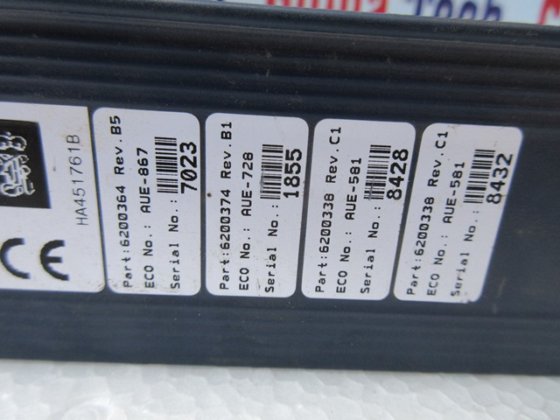 HA451761B
CE
Part:6200364 Rev.B5
ECO No.: AUE-867
Serial No.:
7023
Part:6200374 Rev.B1
ECO No.: AUE-728
Serial No.:
1855
Part:6200338 Rev.C1
ECO No.: AUE-581
Serial No.:
8428
Part:6200338 Rev.C1
ECO No.: AUE-581
Serial No.:
8432